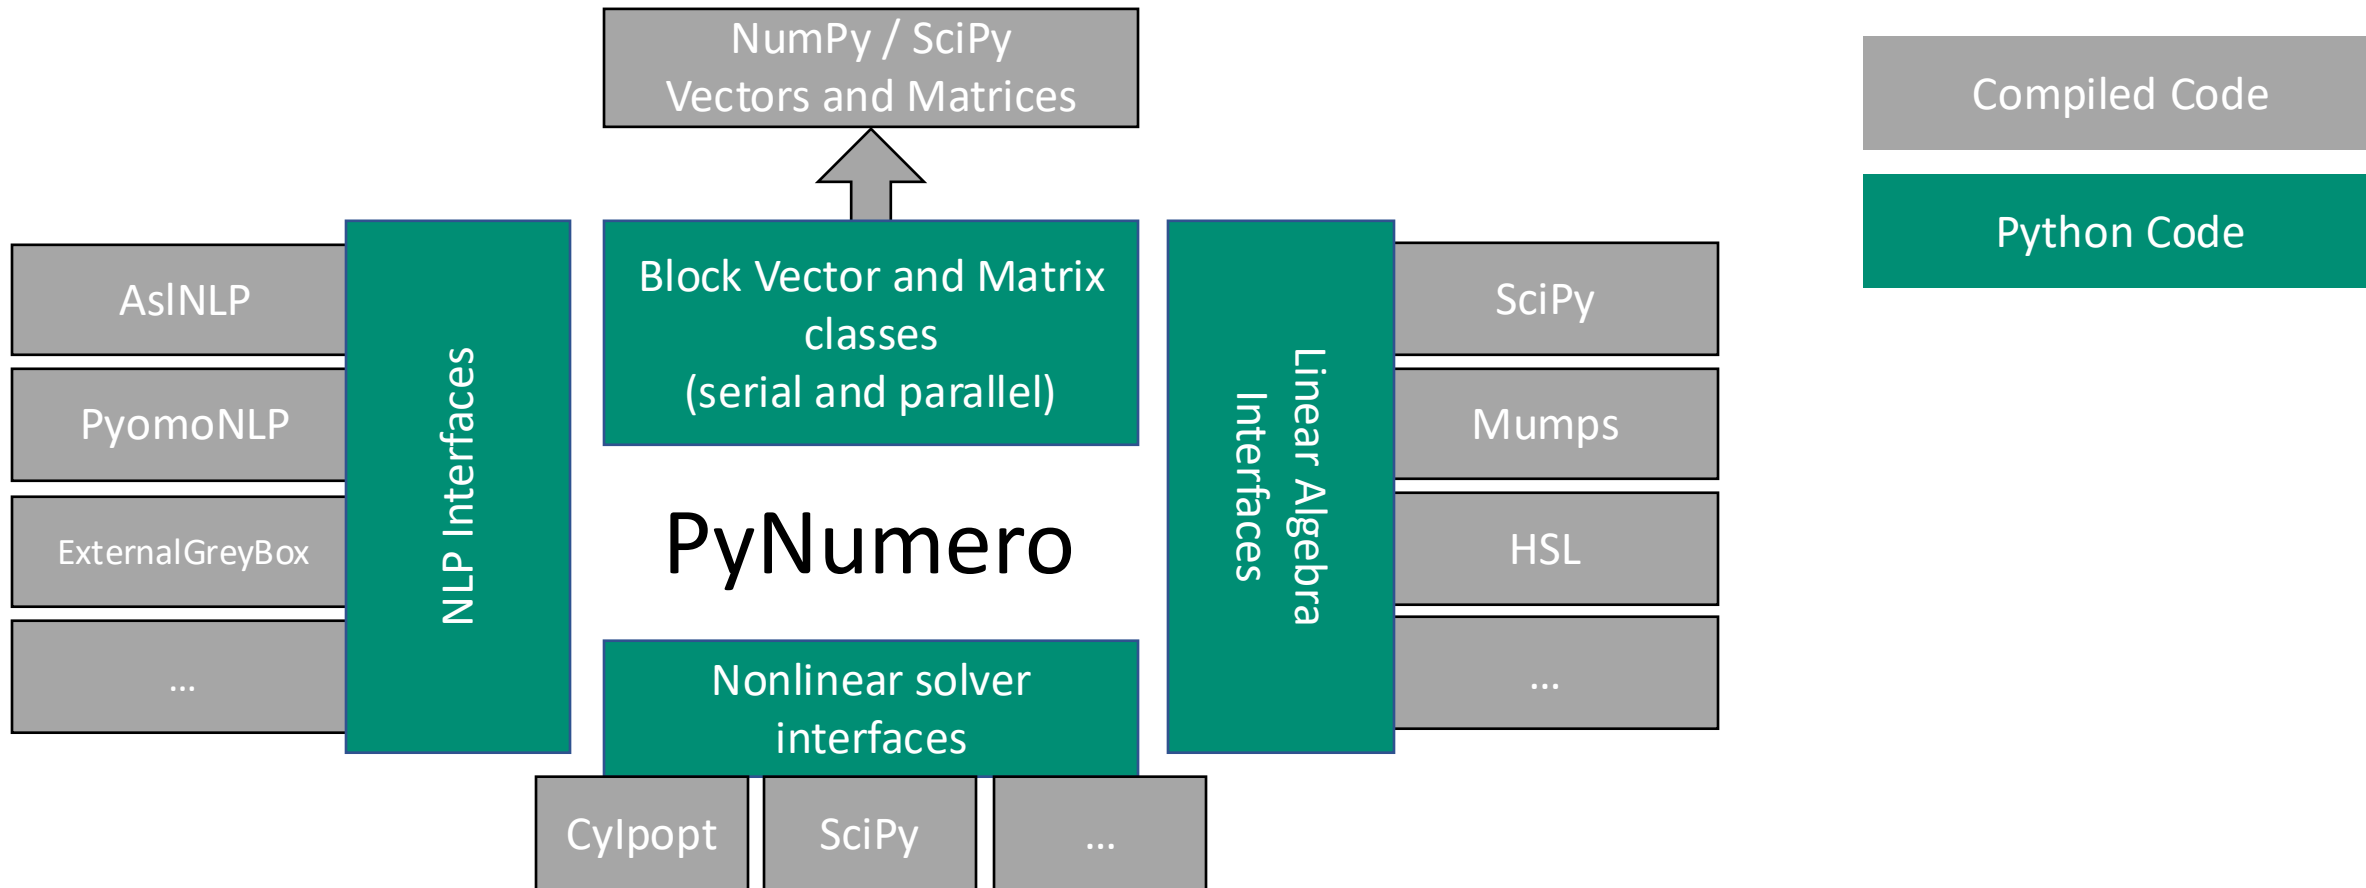 NumPy / SciPy
Vectors and Matrices
Compiled Code
Python Code
AslNLP
PyomoNLP
ExternalGreyBox
...
NLP Interfaces
Block Vector and Matrix
classes
(serial and parallel)
PyNumero
Nonlinear solver
interfaces
CyIpopt
SciPy
...
Linear Algebra
Interfaces
SciPy
Mumps
HSL
...